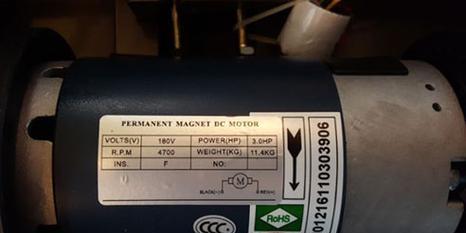 PERMANENT MAGNET DC MOTOR
VOLTS(V) 180V POWER(HP) 3.0HP
R.P.M 4700 WEIGHT(KG) 11.4KG
INS. F NO:
BLACK(-) M RED(+)
CCC
RoHS
01216110303906